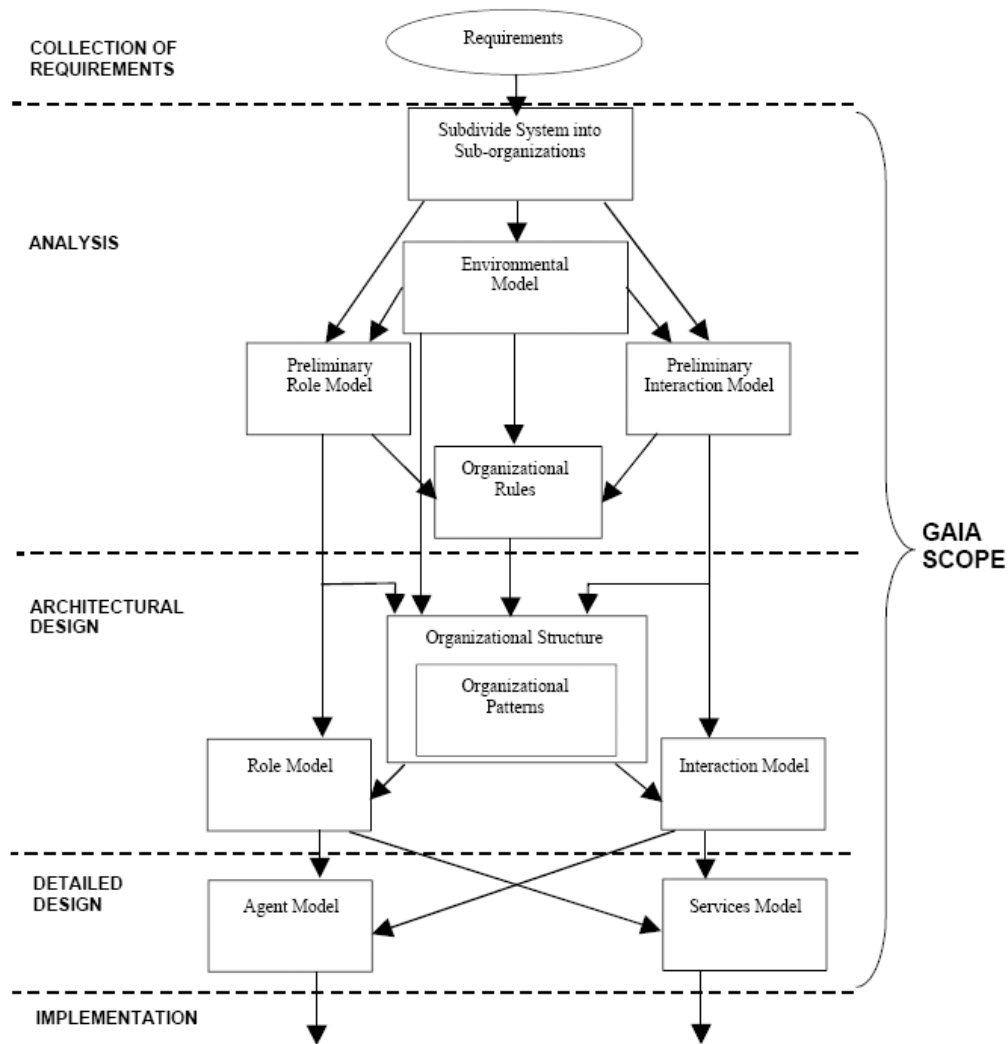 COLLECTION OF
REQUIREMENTS
Requirements
Subdivide System into
Sub-organizations
ANALYSIS
Environmental
Model
Preliminary
Role Model
Preliminary
Interaction Model
Organizational
Rules
GAIA
SCOPE
ARCHITECTURAL
DESIGN
Organizational Structure
Organizational
Patterns
Role Model
Interaction Model
DETAILED
DESIGN
Agent Model
Services Model
IMPLEMENTATION